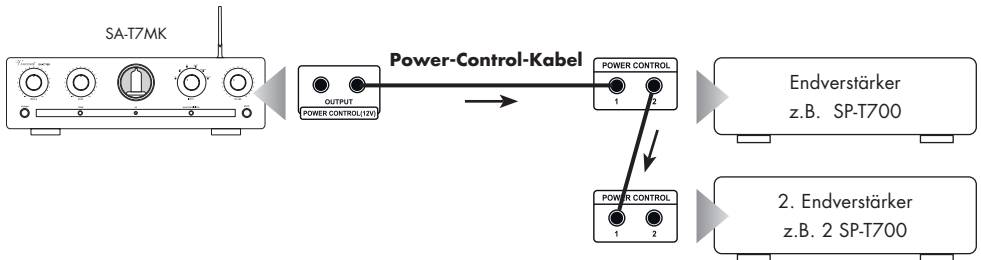 SA-T7MK
Vincent
Power-Control-Kabel
OUTPUT
POWER CONTROL(12V)
POWER CONTROL
1 2
Endverstärker
z.B. SP-T700
POWER CONTROL
1 2
2. Endverstärker
z.B. 2 SP-T700